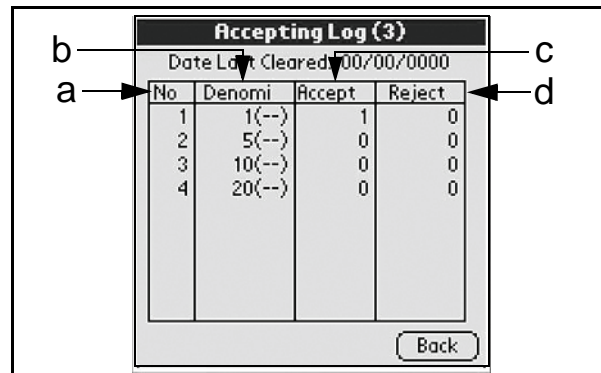 Accepting Log (3)
b
c
Date Last Cleared: 00/00/0000
a
d
No Denomi Accept Reject
1 1(--) 1 0
2 5(--) 0 0
3 10(--) 0 0
4 20(--) 0 0
Back